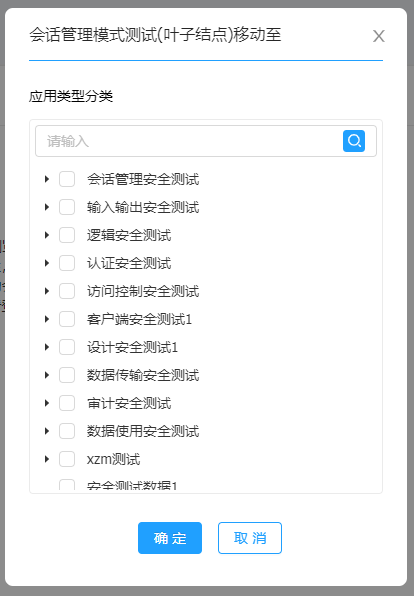 会话管理模式测试(叶子结点)移动至
应用类型分类
请输入
会话管理安全测试
输入输出安全测试
逻辑安全测试
认证安全测试
访问控制安全测试
客户端安全测试1
设计安全测试1
数据传输安全测试
审计安全测试
数据使用安全测试
xzm测试
安全测试数据1
确 定
取 消